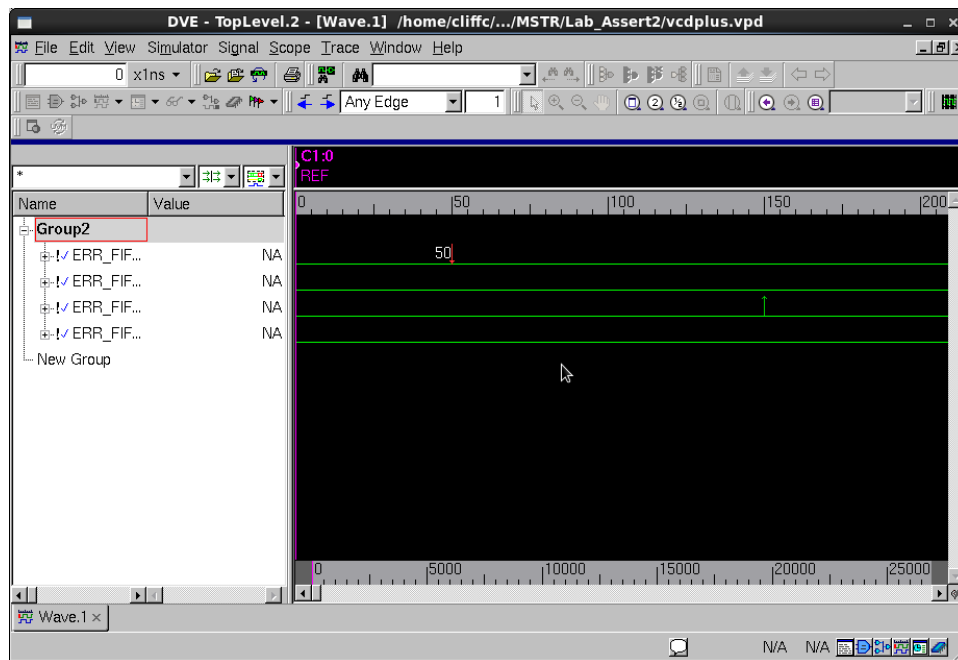 DVE - TopLevel.2 - [Wave.1] /home/cliffc/.../MSTR/Lab_Assert2/vcdplus.vpd
File Edit View Simulator Signal Scope Trace Window Help
0 x1ns
Any Edge 1
C1:0
REF
*
Name Value
0 50 100 150 200
Group2
ERR_FIF... NA
50
ERR_FIF... NA
ERR_FIF... NA
ERR_FIF... NA
New Group
0 5000 10000 15000 20000 25000
Wave.1
N/A N/A